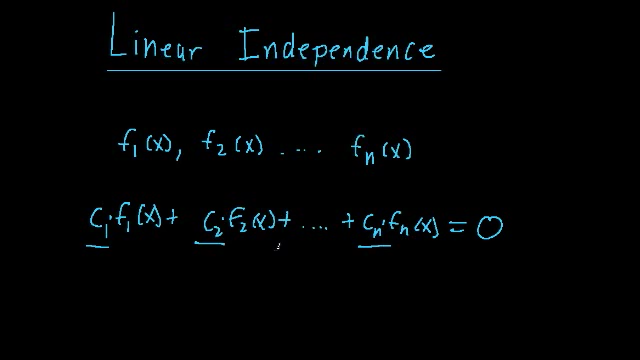 Linear Independence
f₁(x), f₂(x) .... fₙ(x)
C₁·f₁(x)+ C₂·f₂(x)+ .... + Cₙ·fₙ(x) = 0